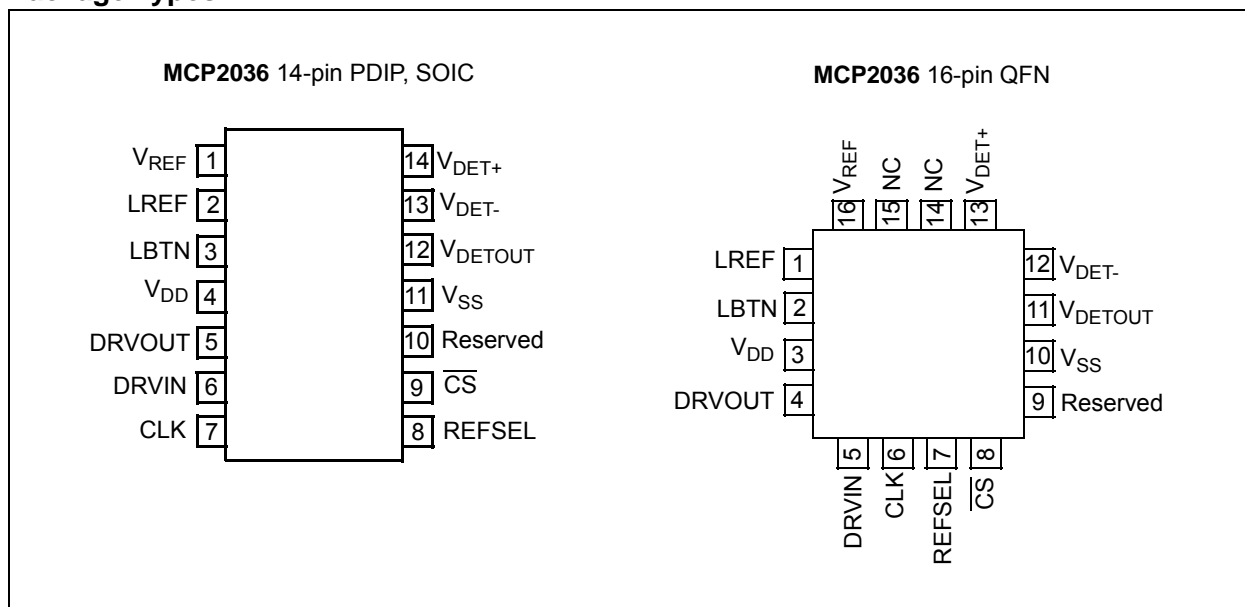 MCP2036 14-pin PDIP, SOIC
VREF 1
LREF 2
LBTN 3
VDD 4
DRVOUT 5
DRVIN 6
CLK 7
14 VDET+
13 VDET-
12 VDETOUT
11 VSS
10 Reserved
9 CS
8 REFSEL
MCP2036 16-pin QFN
16 VREF
15 NC
14 NC
13 VDET+
LREF 1
LBTN 2
VDD 3
DRVOUT 4
12 VDET-
11 VDETOUT
10 VSS
9 Reserved
DRVIN 5
CLK 6
REFSEL 7
CS 8